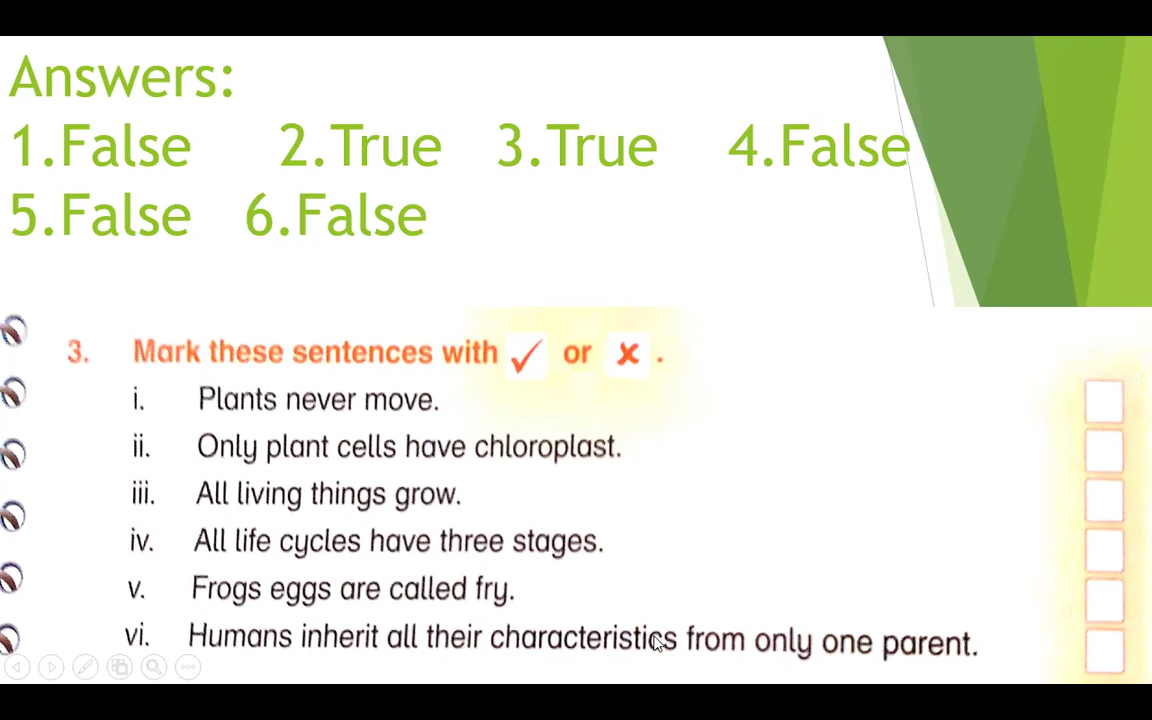 Answers:
1.False 2.True 3.True 4.False
5.False 6.False
3. Mark these sentences with ✓ or ✗ .
i. Plants never move.
ii. Only plant cells have chloroplast.
iii. All living things grow.
iv. All life cycles have three stages.
v. Frogs eggs are called fry.
vi. Humans inherit all their characteristics from only one parent.